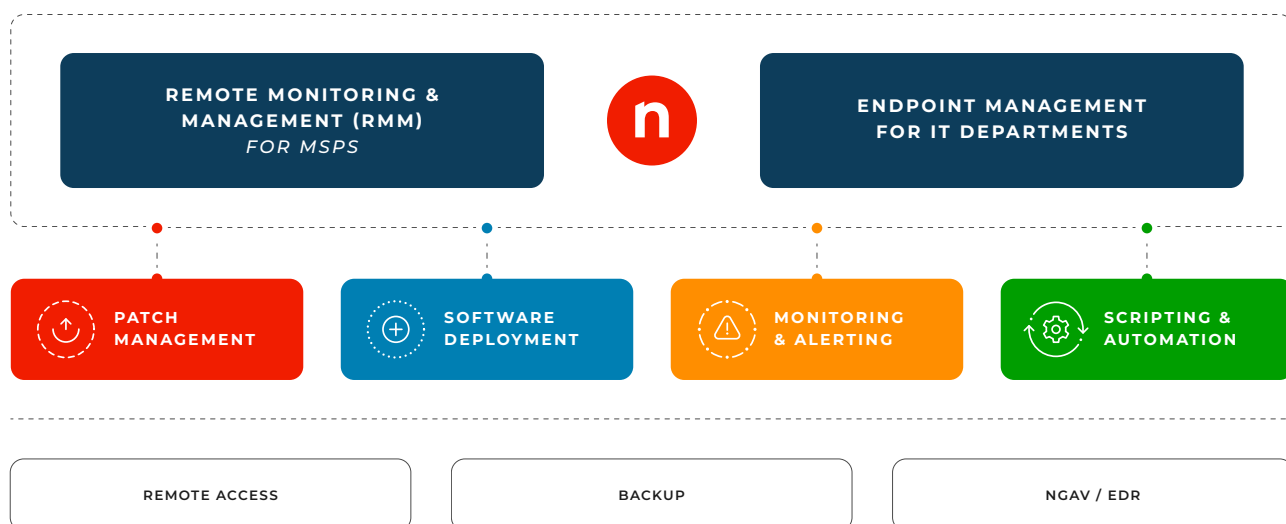 REMOTE MONITORING &
MANAGEMENT (RMM)
FOR MSPS
n
ENDPOINT MANAGEMENT
FOR IT DEPARTMENTS
PATCH
MANAGEMENT
SOFTWARE
DEPLOYMENT
MONITORING
& ALERTING
SCRIPTING &
AUTOMATION
REMOTE ACCESS
BACKUP
NGAV / EDR